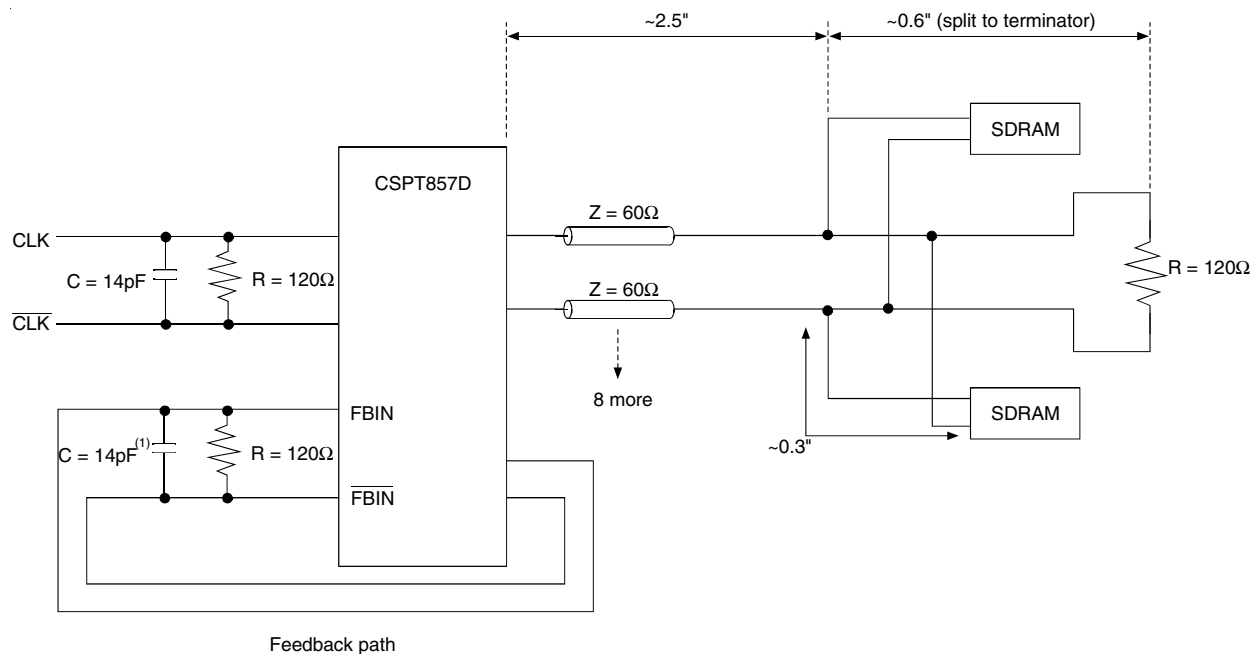 ~2.5"
~0.6" (split to terminator)
SDRAM
CSPT857D
Z = 60Ω
CLK
C = 14pF
R = 120Ω
R = 120Ω
CLK
Z = 60Ω
8 more
SDRAM
FBIN
~0.3"
C = 14pF(1)
R = 120Ω
FBIN
Feedback path